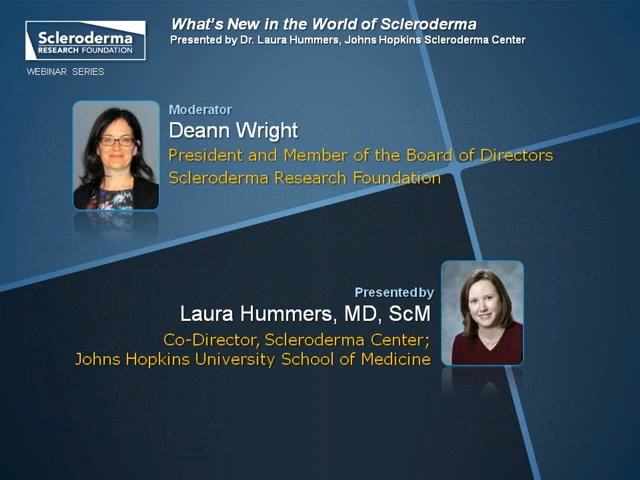 Scleroderma
RESEARCH FOUNDATION
WEBINAR SERIES
What's New in the World of Scleroderma
Presented by Dr. Laura Hummers, Johns Hopkins Scleroderma Center
Moderator
Deann Wright
President and Member of the Board of Directors
Scleroderma Research Foundation
Presented by
Laura Hummers, MD, ScM
Co-Director, Scleroderma Center;
Johns Hopkins University School of Medicine